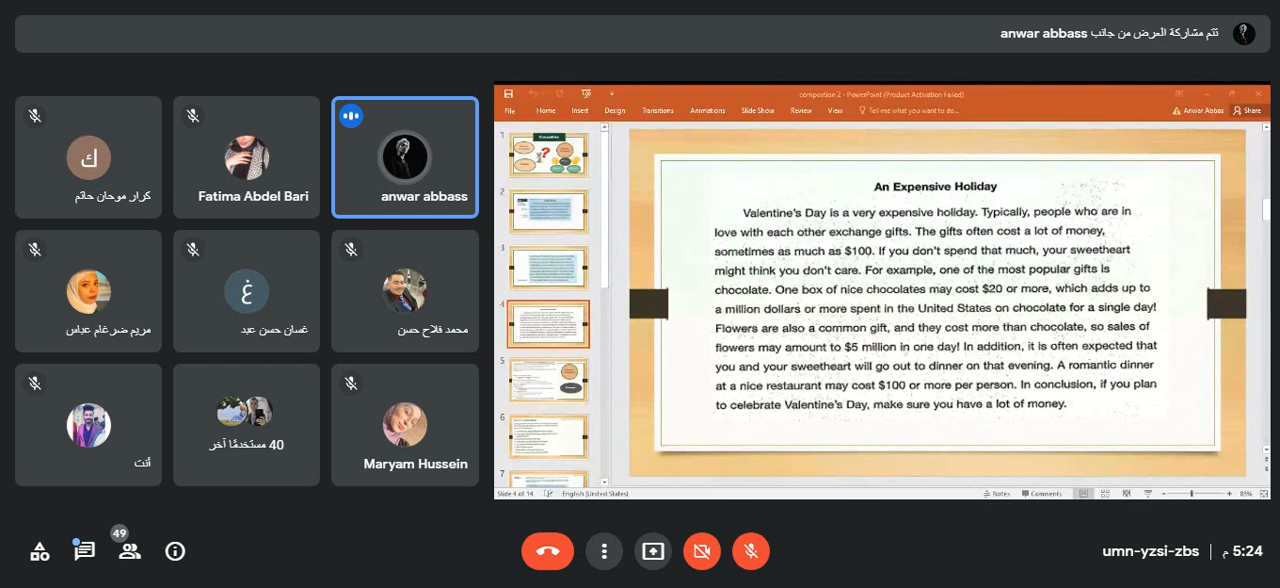 تتم مشاركة العرض من جانب anwar abbass
كرار موحان حاتم
Fatima Abdel Bari
anwar abbass
مريم ضرغام عباس
غسان حسن عبد
محمد فلاح حسن
أنت
40 مستخدمًا آخر
Maryam Hussein
composition 2 - PowerPoint (Product Activation Failed)
File Home Insert Design Transitions Animations Slide Show Review View Tell me what you want to do... Anwar Abbas Share
1
2
3
4
5
6
7
An Expensive Holiday
Valentine's Day is a very expensive holiday. Typically, people who are in
love with each other exchange gifts. The gifts often cost a lot of money,
sometimes as much as $100. If you don't spend that much, your sweetheart
might think you don't care. For example, one of the most popular gifts is
chocolate. One box of nice chocolates may cost $20 or more, which adds up to
a million dollars or more spent in the United States on chocolate for a single day!
Flowers are also a common gift, and they cost more than chocolate, so sales of
flowers may amount to $5 million in one day! In addition, it is often expected that
you and your sweetheart will go out to dinner on that evening. A romantic dinner
at a nice restaurant may cost $100 or more per person. In conclusion, if you plan
to celebrate Valentine's Day, make sure you have a lot of money.
Slide 4 of 14 English (United States) Notes Comments 85%
49
umn-yzsi-zbs | 5:24 م